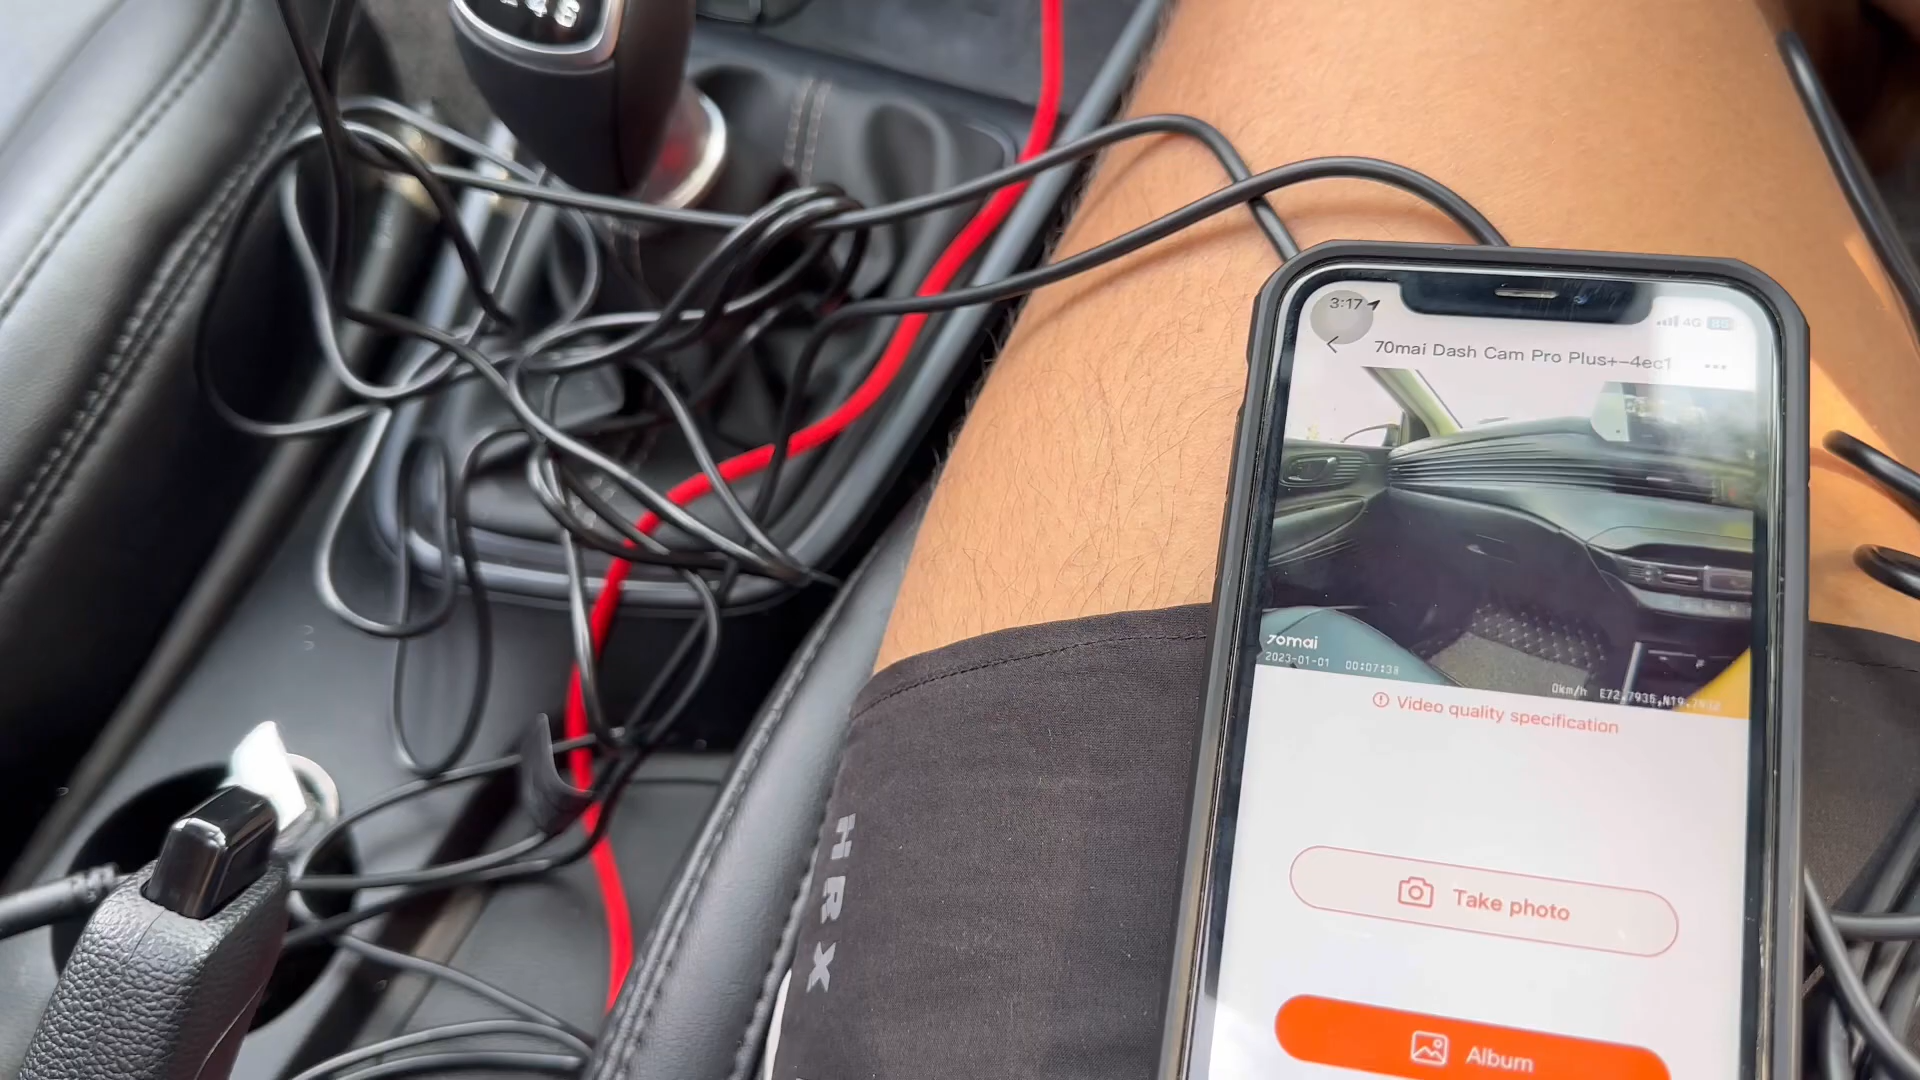 3:17
4G 85
70mai Dash Cam Pro Plus+-4ec1
70mai
2023-01-01 00:07:38
0km/h
Video quality specification
Take photo
Album
HRX